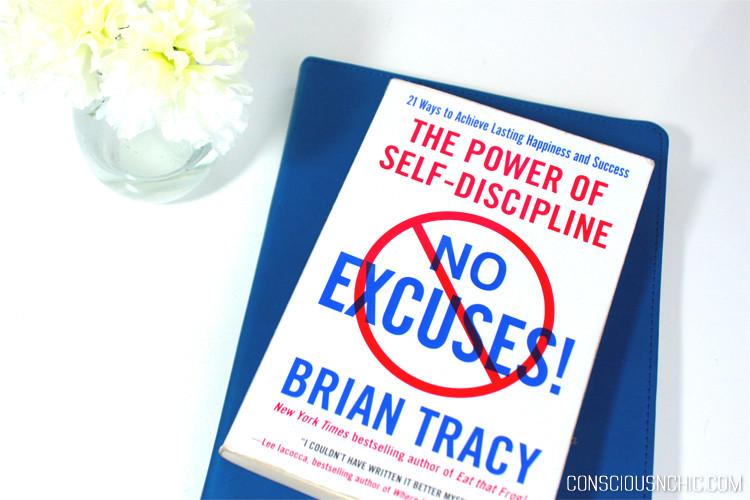 21 Ways to Achieve Lasting Happiness and Success
THE POWER OF
SELF-DISCIPLINE
NO
EXCUSES!
BRIAN TRACY
New York Times bestselling author of Eat that Frog!
"I COULDN'T HAVE WRITTEN IT BETTER
—Lee Iacocca, bestselling author of Where
CONSCIOUSNCHIC.COM